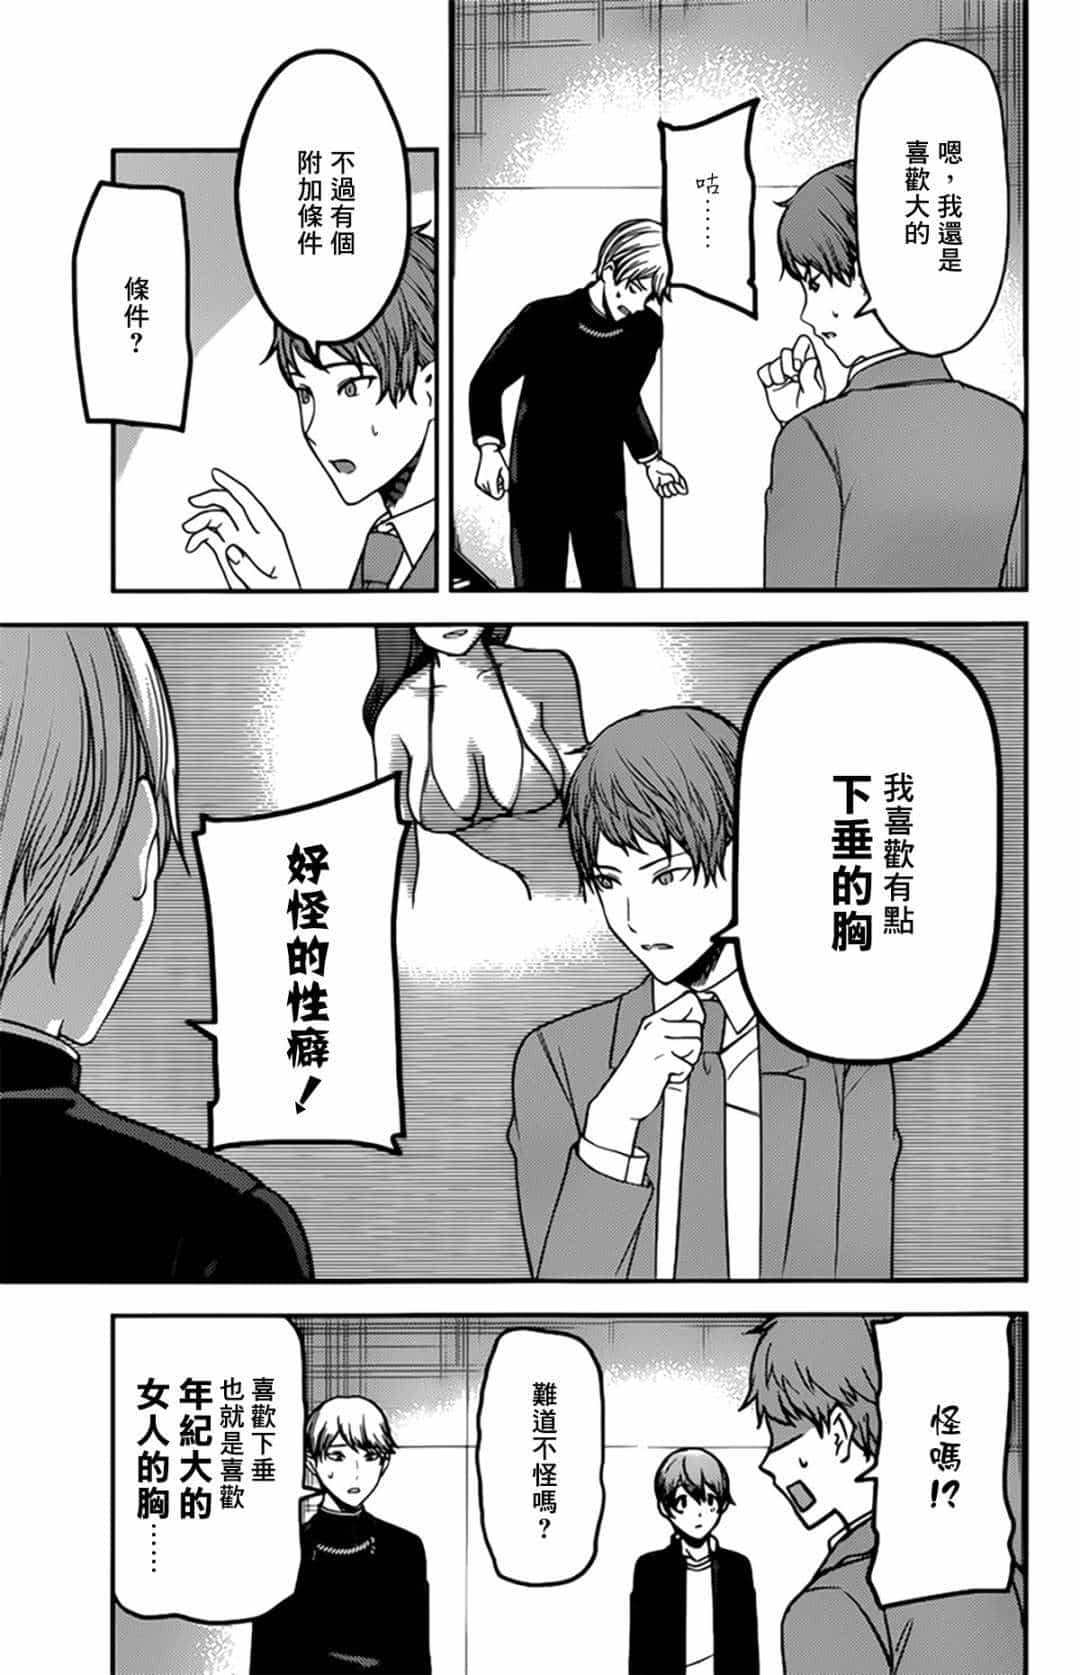 嗯，我還是
喜歡大的
咕……
不過有個
附加條件
條件？
我喜歡有點
下垂的胸
好怪的性癖！
怪嗎!?
難道不怪嗎？
喜歡下垂
也就是喜歡
年紀大的
女人的胸
……